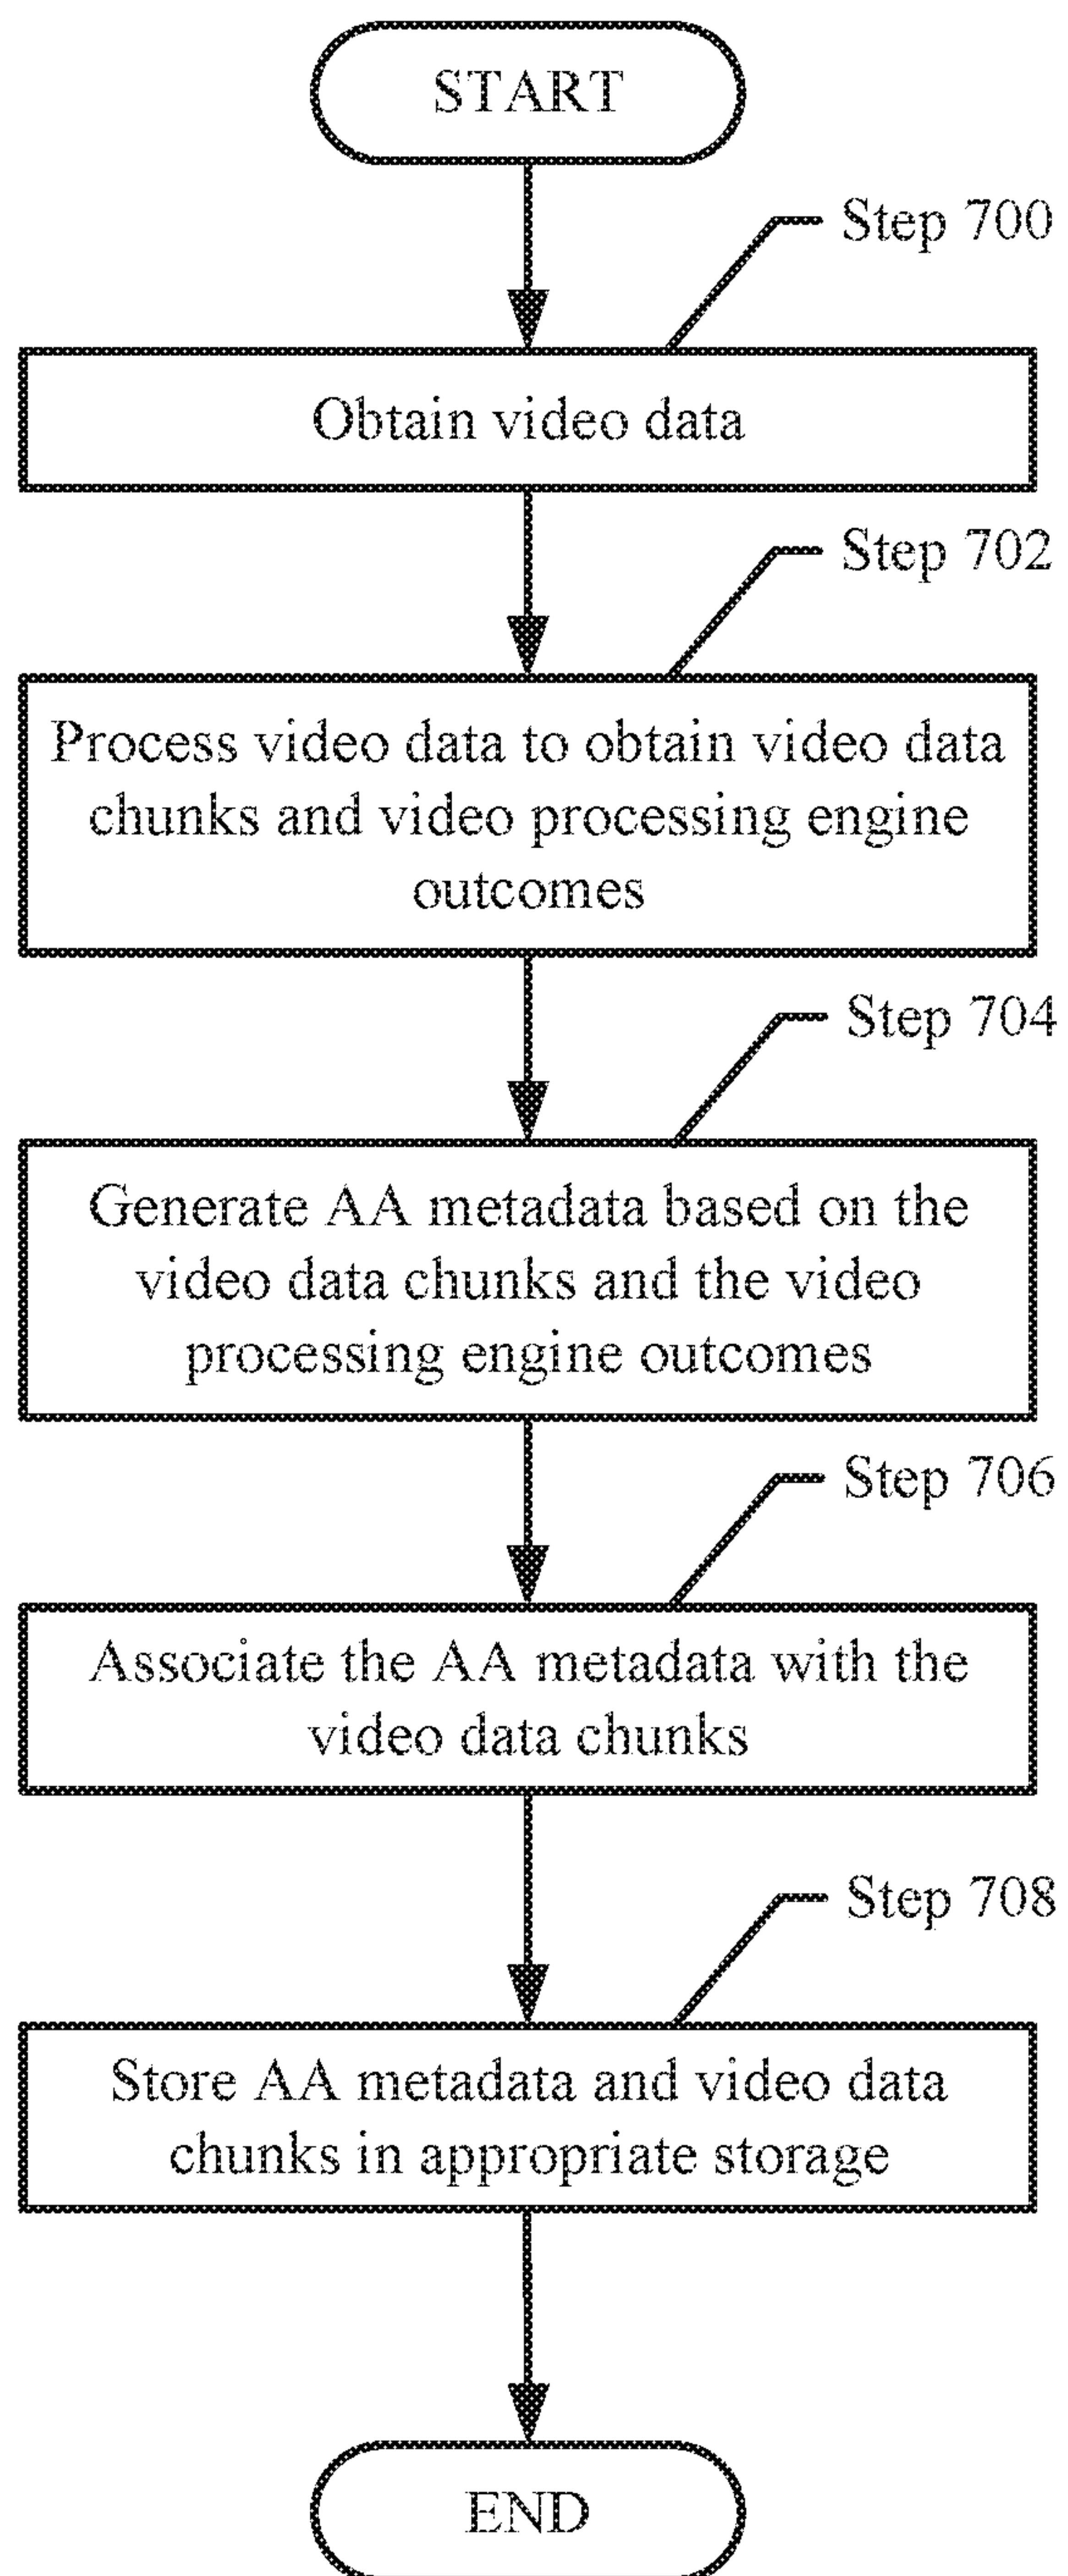 START
Step 700
Obtain video data
Step 702
Process video data to obtain video data
chunks and video processing engine
outcomes
Step 704
Generate AA metadata based on the
video data chunks and the video
processing engine outcomes
Step 706
Associate the AA metadata with the
video data chunks
Step 708
Store AA metadata and video data
chunks in appropriate storage
END